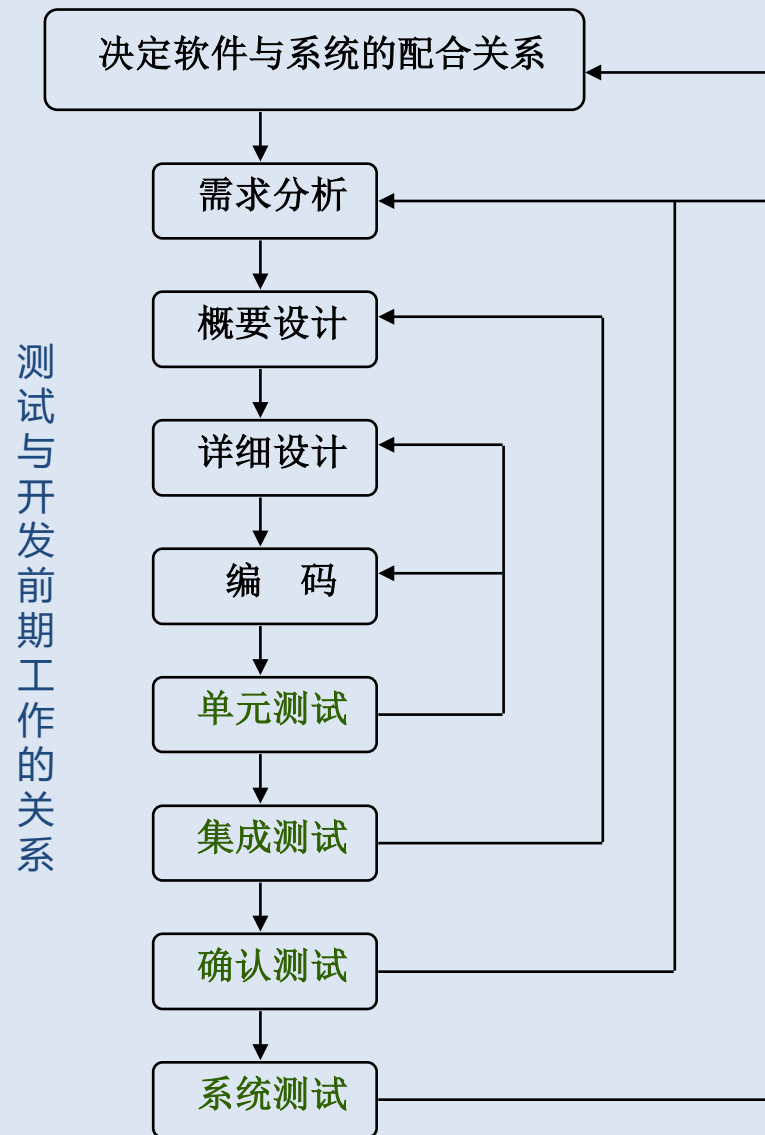 决定软件与系统的配合关系
需求分析
概要设计
详细设计
编 码
单元测试
集成测试
确认测试
系统测试
测试与开发前期工作的关系